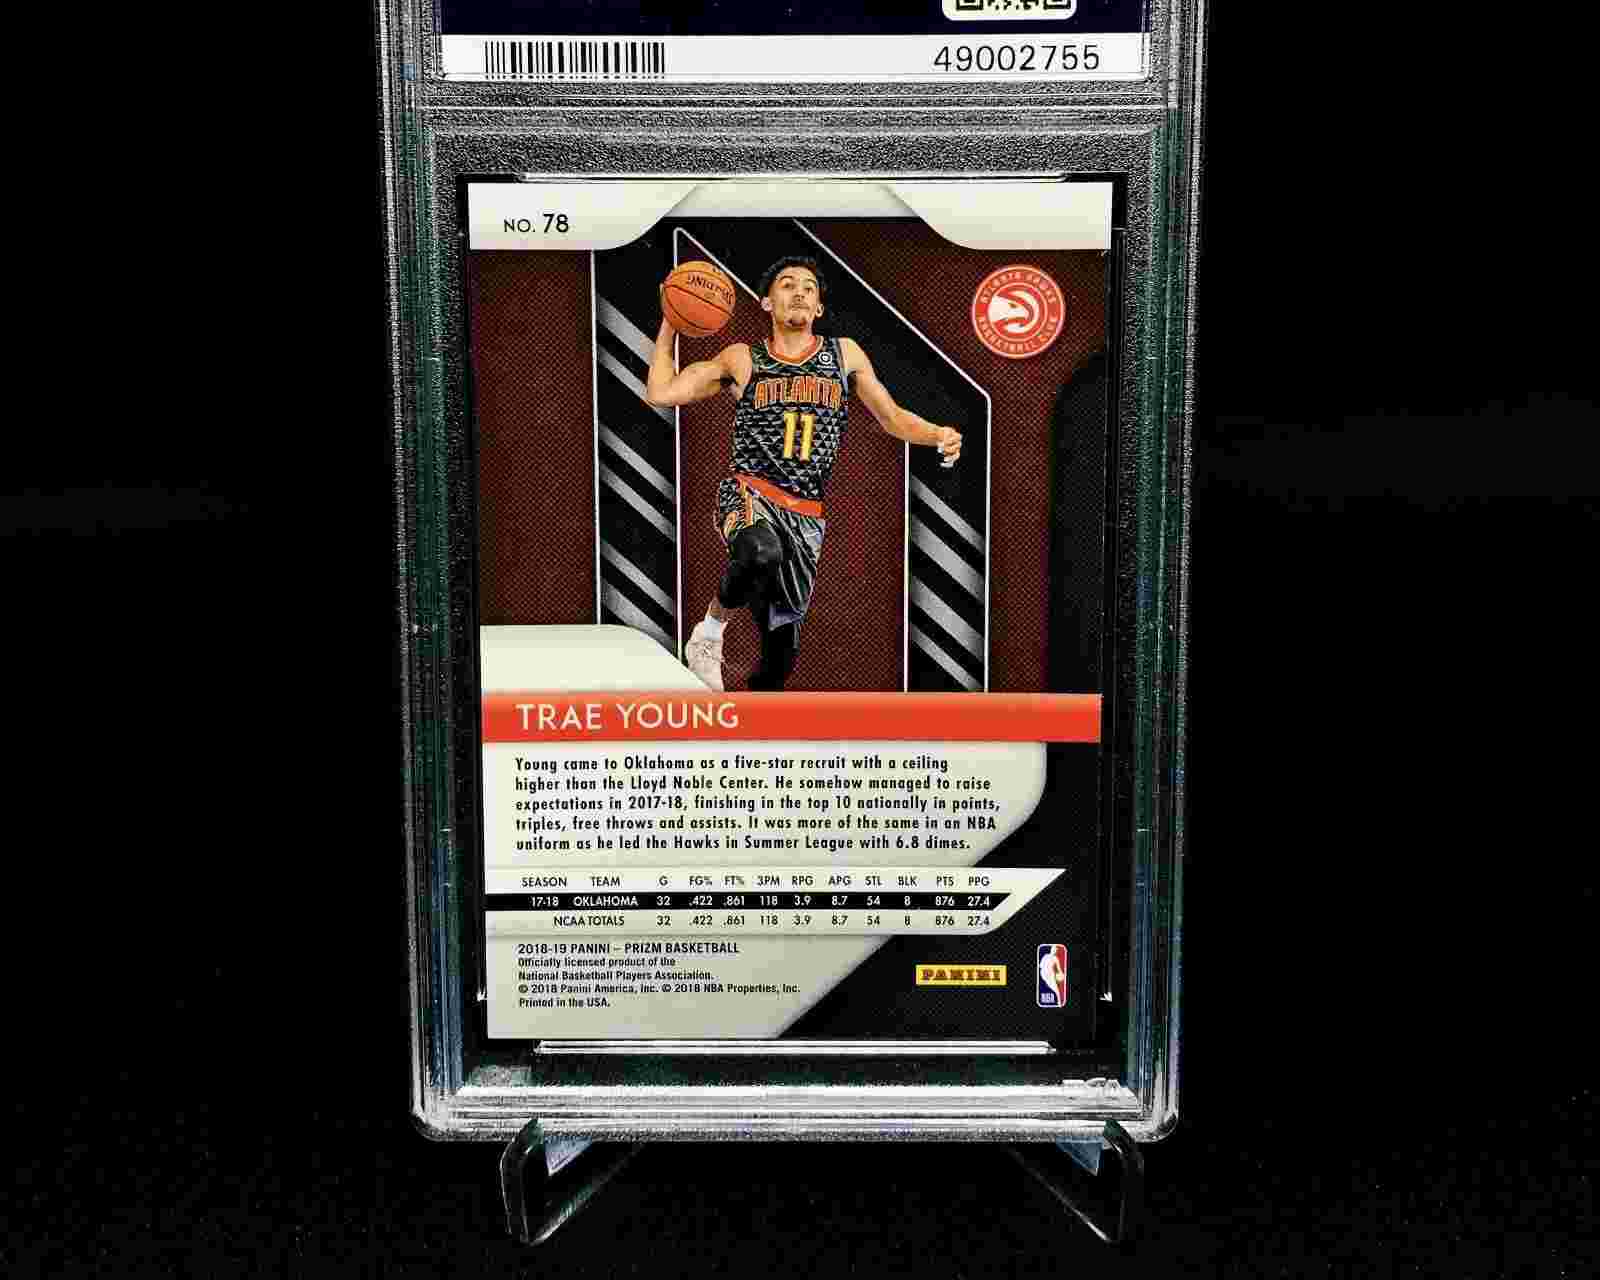 49002755
NO. 78
SPALDING
ATLANTA HAWKS
BASKETBALL CLUB
ATLANTA
11
TRAE YOUNG
Young came to Oklahoma as a five-star recruit with a ceiling
higher than the Lloyd Noble Center. He somehow managed to raise
expectations in 2017-18, finishing in the top 10 nationally in points,
triples, free throws and assists. It was more of the same in an NBA
uniform as he led the Hawks in Summer League with 6.8 dimes.
SEASON TEAM G FG% FT% 3PM RPG APG STL BLK PTS PPG
17-18 OKLAHOMA 32 .422 .861 118 3.9 8.7 54 8 876 27.4
NCAA TOTALS 32 .422 .861 118 3.9 8.7 54 8 876 27.4
2018-19 PANINI – PRIZM BASKETBALL
Officially licensed product of the
National Basketball Players Association.
© 2018 Panini America, Inc. © 2018 NBA Properties, Inc.
Printed in the USA.
PANINI
NBA